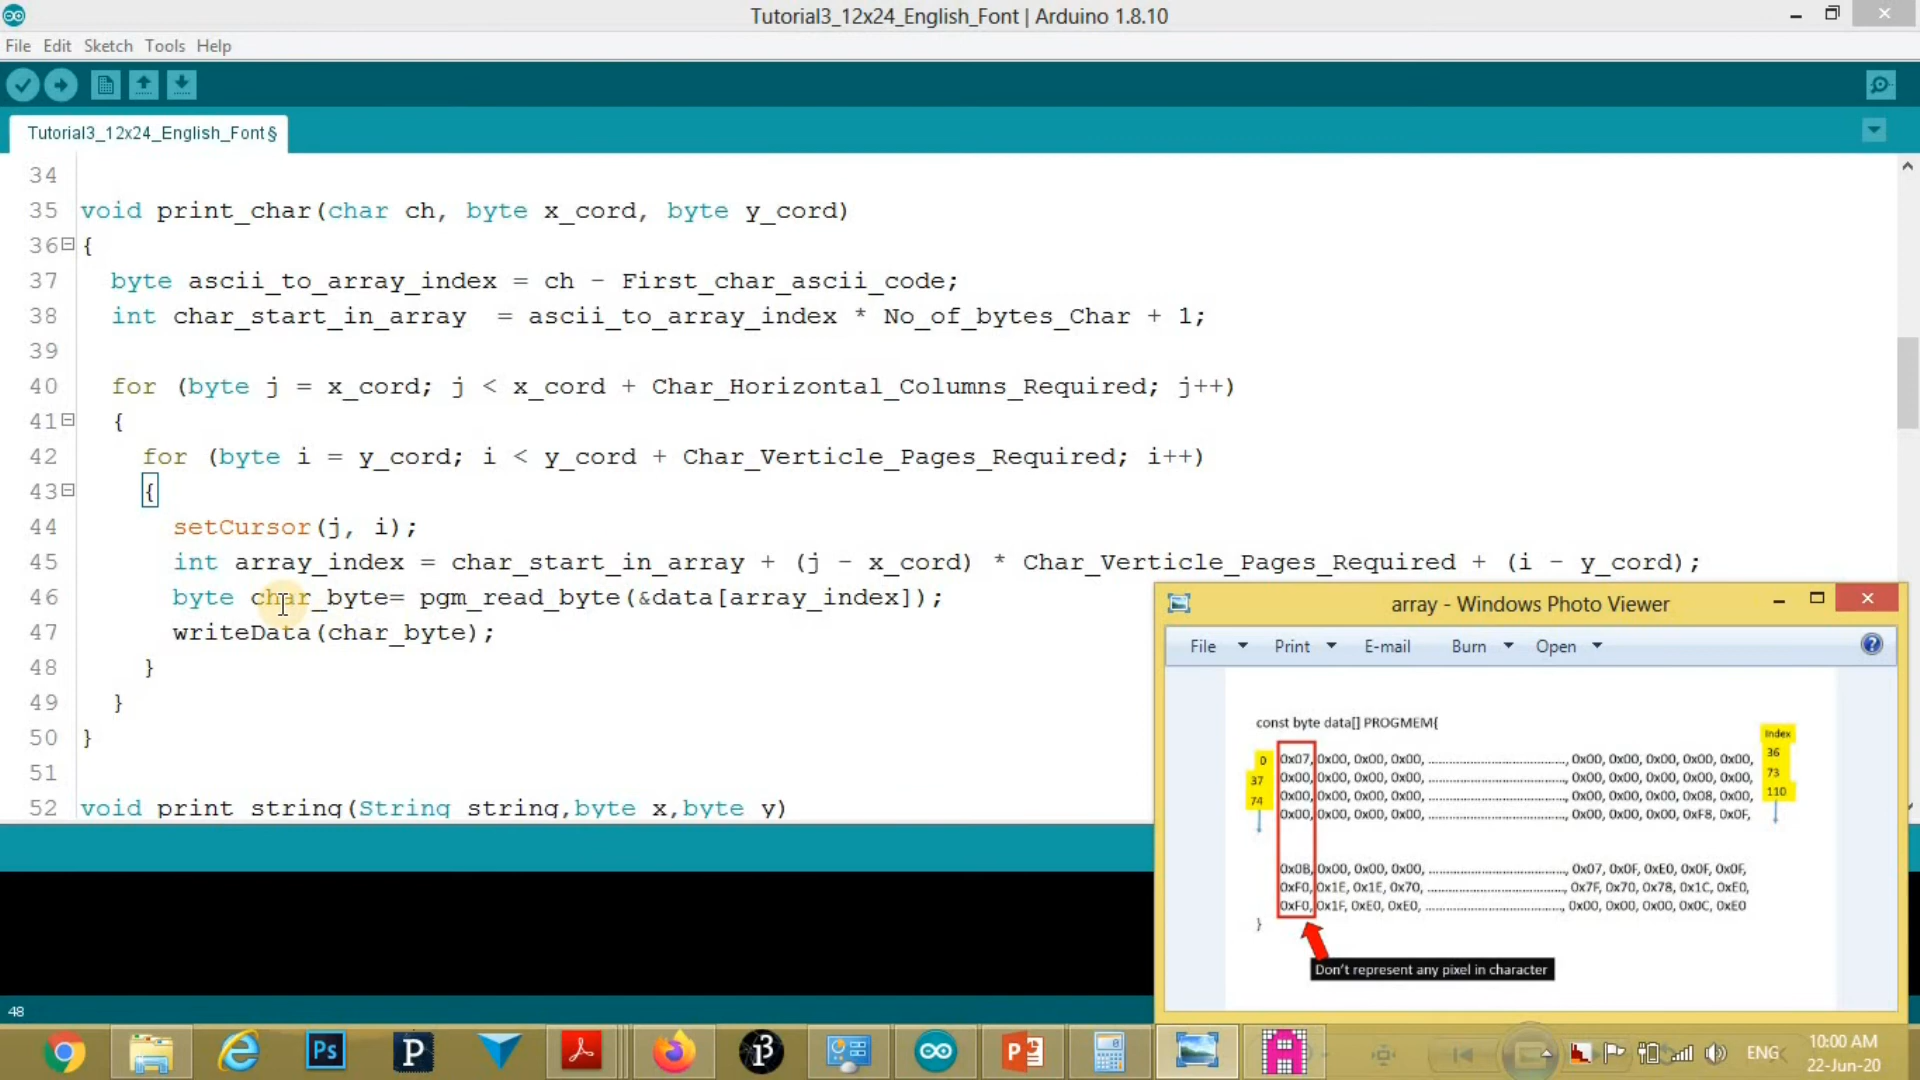 Tutorial3_12x24_English_Font | Arduino 1.8.10
File Edit Sketch Tools Help
Tutorial3_12x24_English_Font §
34
35 void print_char(char ch, byte x_cord, byte y_cord)
36 {
37 byte ascii_to_array_index = ch - First_char_ascii_code;
38 int char_start_in_array = ascii_to_array_index * No_of_bytes_Char + 1;
39
40 for (byte j = x_cord; j < x_cord + Char_Horizontal_Columns_Required; j++)
41 {
42 for (byte i = y_cord; i < y_cord + Char_Verticle_Pages_Required; i++)
43 {
44 setCursor(j, i);
45 int array_index = char_start_in_array + (j - x_cord) * Char_Verticle_Pages_Required + (i - y_cord);
46 byte char_byte= pgm_read_byte(&data[array_index]);
47 writeData(char_byte);
48 }
49 }
50 }
51
52 void print string(String string,byte x,byte y)
array - Windows Photo Viewer
File Print E-mail Burn Open
const byte data[] PROGMEM{
Index
0 0x07, 0x00, 0x00, 0x00, ............................................., 0x00, 0x00, 0x00, 0x00, 0x00, 36
37 0x00, 0x00, 0x00, 0x00, ............................................., 0x00, 0x00, 0x00, 0x00, 0x00, 73
74 0x00, 0x00, 0x00, 0x00, ............................................., 0x00, 0x00, 0x00, 0x08, 0x00, 110
0x00, 0x00, 0x00, 0x00, ............................................., 0x00, 0x00, 0x00, 0xF8, 0x0F,
0x0B, 0x00, 0x00, 0x00, ............................................., 0x07, 0x0F, 0xE0, 0x0F, 0x0F,
0xF0, 0x1E, 0x1E, 0x70, ............................................., 0x7F, 0x70, 0x78, 0x1C, 0xE0,
0xF0, 0x1F, 0xE0, 0xE0, ............................................., 0x00, 0x00, 0x00, 0x0C, 0xE0
}
Don't represent any pixel in character
48
Ps
P
i3
P
A
ENG
10:00 AM
22-Jun-20